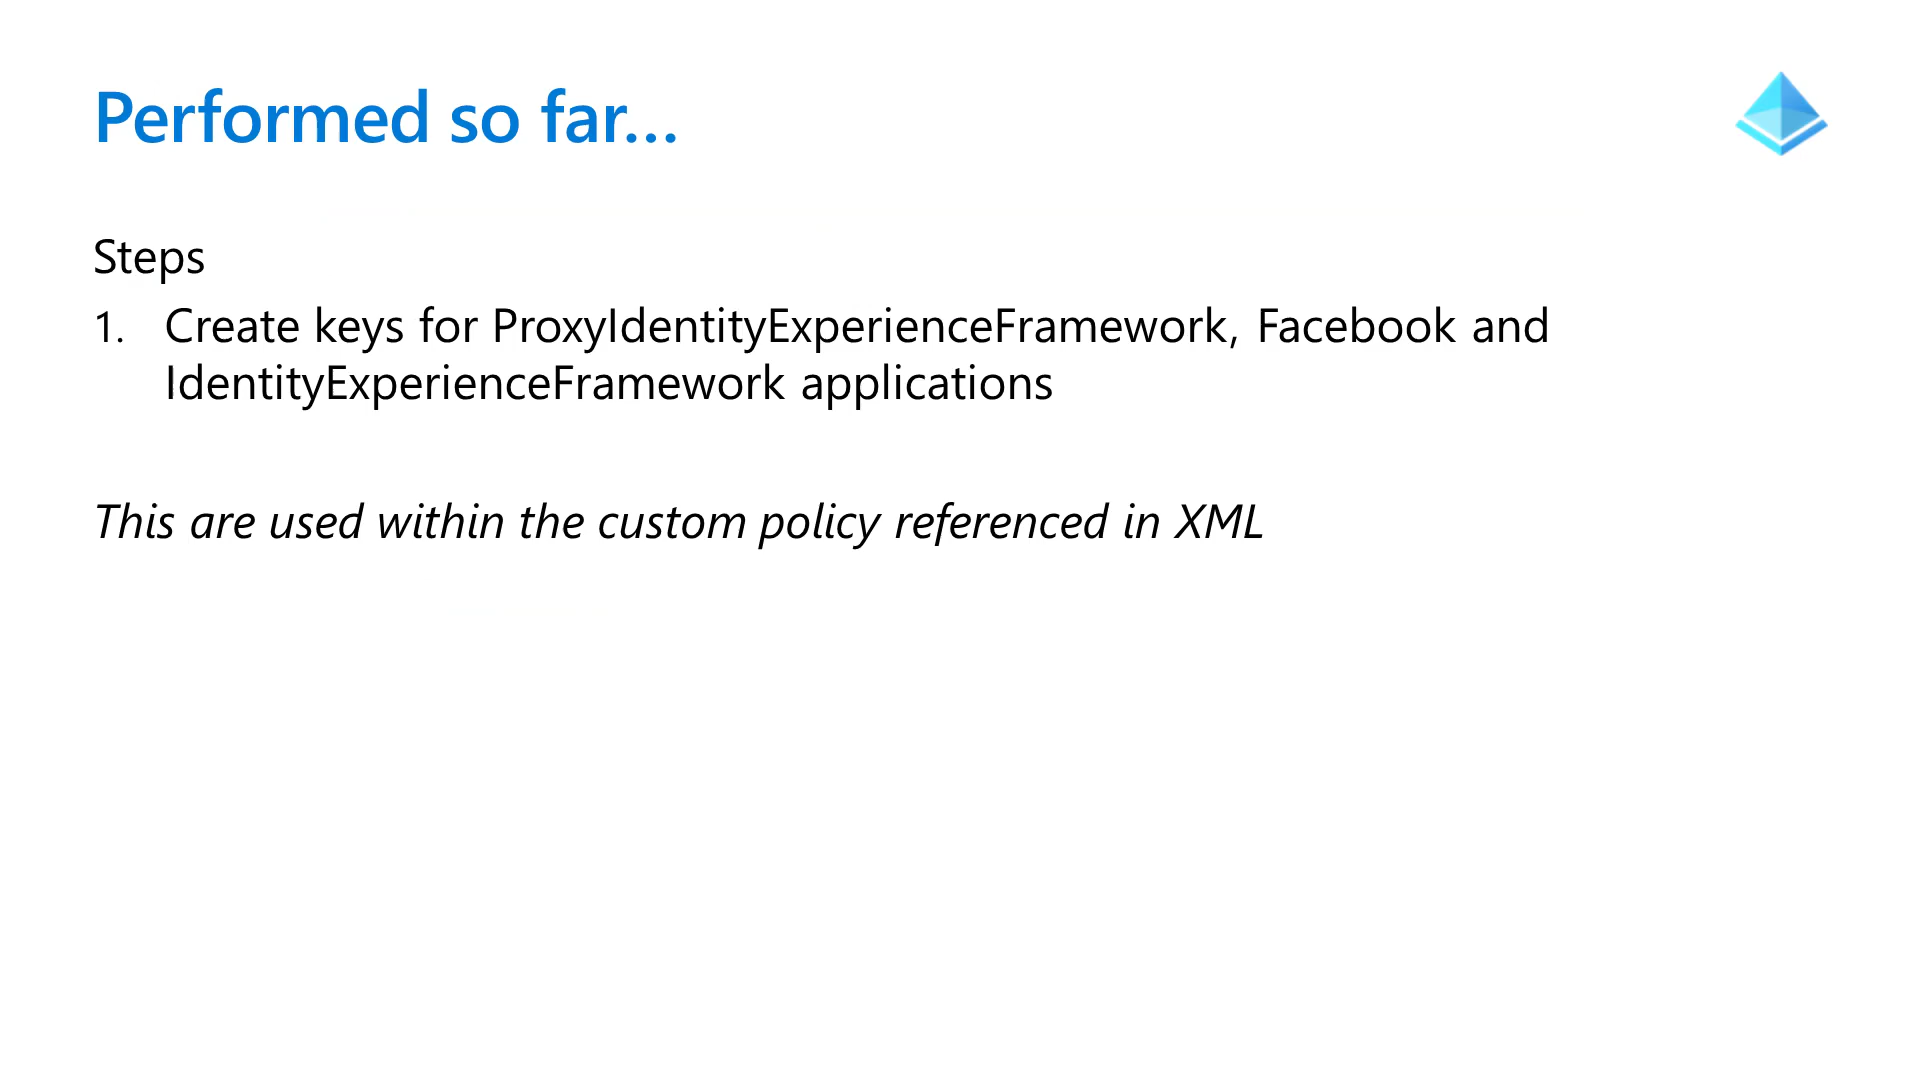 Performed so far...
Steps
1. Create keys for ProxyIdentityExperienceFramework, Facebook and
IdentityExperienceFramework applications
This are used within the custom policy referenced in XML